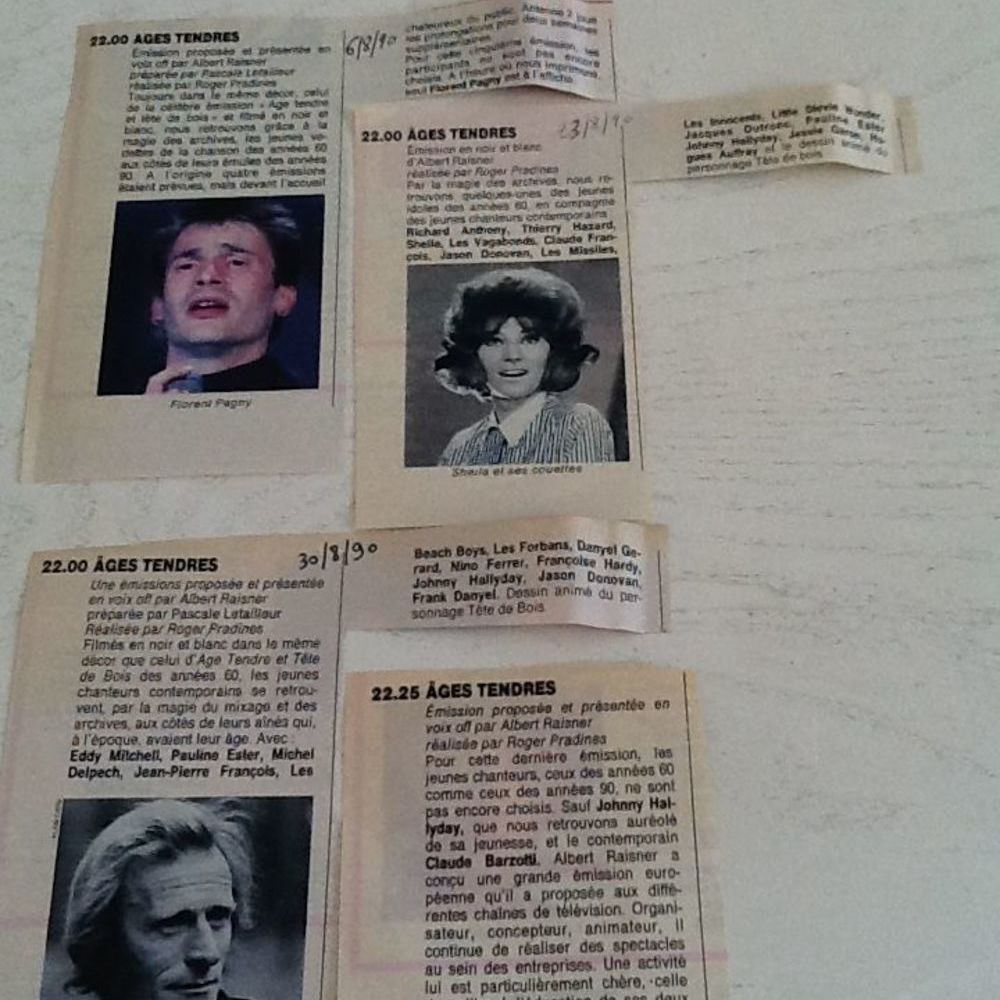 22.00 ÂGES TENDRES
Émission proposée et présentée en
voix off par Albert Raisner
préparée par Pascale Letailleur
réalisée par Roger Pradines
Toujours dans le même décor, celui
de la célèbre émission « Age tendre
et tête de bois » et filmé en noir et
blanc, nous retrouvons grâce à la
magie des archives, les jeunes ve-
dettes de la chanson des années 60
aux côtés de leurs émules des années
90. A l'origine quatre émissions
étaient prévues, mais devant l'accueil
6/8/90
chaleureux du public, Antenne 2 joue
les prolongations pour deux semaines
supplémentaires.
Pour cette cinquième émission, les
participants ne sont pas encore
choisis. A l'heure où nous imprimons,
seul Florent Pagny est à l'affiche.
Florent Pagny
22.00 ÂGES TENDRES
23/8/90
Émission en noir et blanc
d'Albert Raisner
réalisée par Roger Pradines
Par la magie des archives, nous re-
trouvons quelques-unes des jeunes
idoles des années 60, en compagnie
des jeunes chanteurs contemporains
Richard Anthony, Thierry Hazard,
Sheila, Les Vagabonds, Claude Fran-
çois, Jason Donovan, Les Missiles,
Les Innocents, Little Stevie Wonder,
Jacques Dutronc, Pauline Ester
Johnny Hallyday, Jessie Garon, Hu-
gues Aufray et le dessin animé du
personnage Tête de bois
Sheila et ses couettes
22.00 ÂGES TENDRES
30/8/90
Une émissions proposée et présentée
en voix off par Albert Raisner
préparée par Pascale Letailleur
Réalisée par Roger Pradines
Filmés en noir et blanc dans le même
décor que celui d'Age Tendre et Tête
de Bois des années 60, les jeunes
chanteurs contemporains se retrou-
vent, par la magie du mixage et des
archives, aux côtés de leurs aînés qui,
à l'époque, avaient leur âge. Avec :
Eddy Mitchell, Pauline Ester, Michel
Delpech, Jean-Pierre François, Les
Beach Boys, Les Forbans, Danyel Ge-
rard, Nino Ferrer, Françoise Hardy,
Johnny Hallyday, Jason Donovan,
Frank Danyel. Dessin animé du per-
sonnage Tête de Bois.
22.25 ÂGES TENDRES
Émission proposée et présentée en
voix off par Albert Raisner
réalisée par Roger Pradines
Pour cette dernière émission, les
jeunes chanteurs, ceux des années 60
comme ceux des années 90, ne sont
pas encore choisis. Sauf Johnny Hal-
lyday, que nous retrouvons auréolé
de sa jeunesse, et le contemporain
Claude Barzotti. Albert Raisner a
conçu une grande émission euro-
péenne qu'il a proposée aux diffé-
rentes chaînes de télévision. Organi-
sateur, concepteur, animateur, il
continue de réaliser des spectacles
au sein des entreprises. Une activité
lui est particulièrement chère, celle
de ses deux